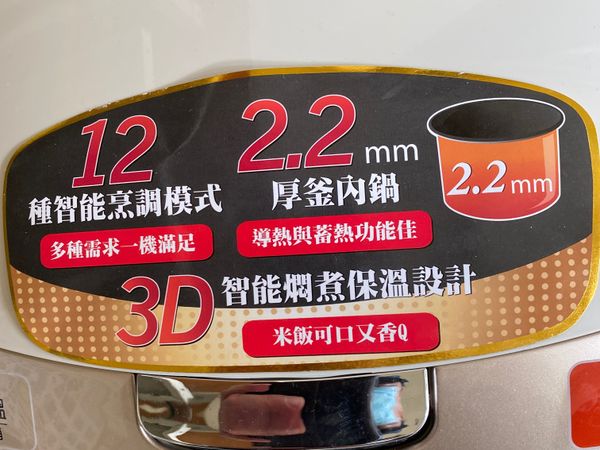 12
種智能烹調模式
多種需求一機滿足
2.2 mm
厚釜內鍋
導熱與蓄熱功能佳
2.2 mm
3D 智能燜煮保溫設計
米飯可口又香Q